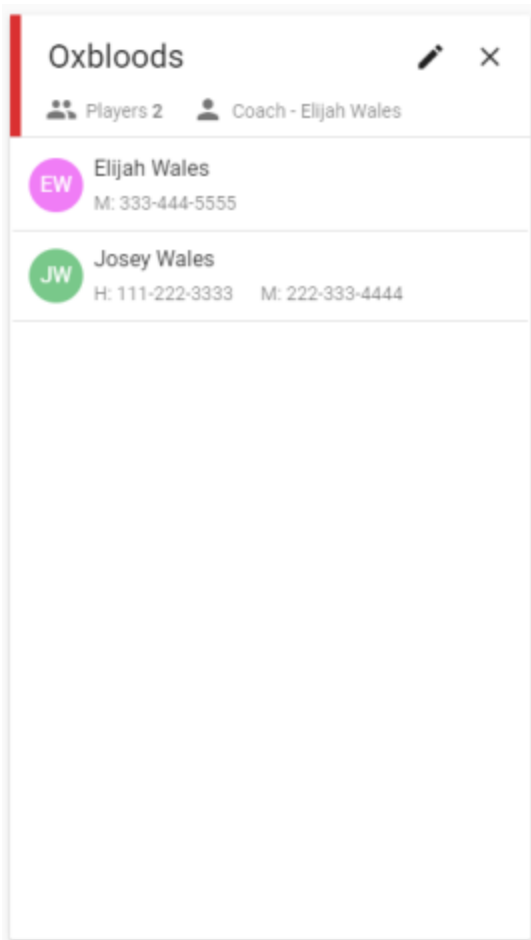 Oxbloods
Players 2 Coach - Elijah Wales
EW Elijah Wales
M: 333-444-5555
JW Josey Wales
H: 111-222-3333 M: 222-333-4444